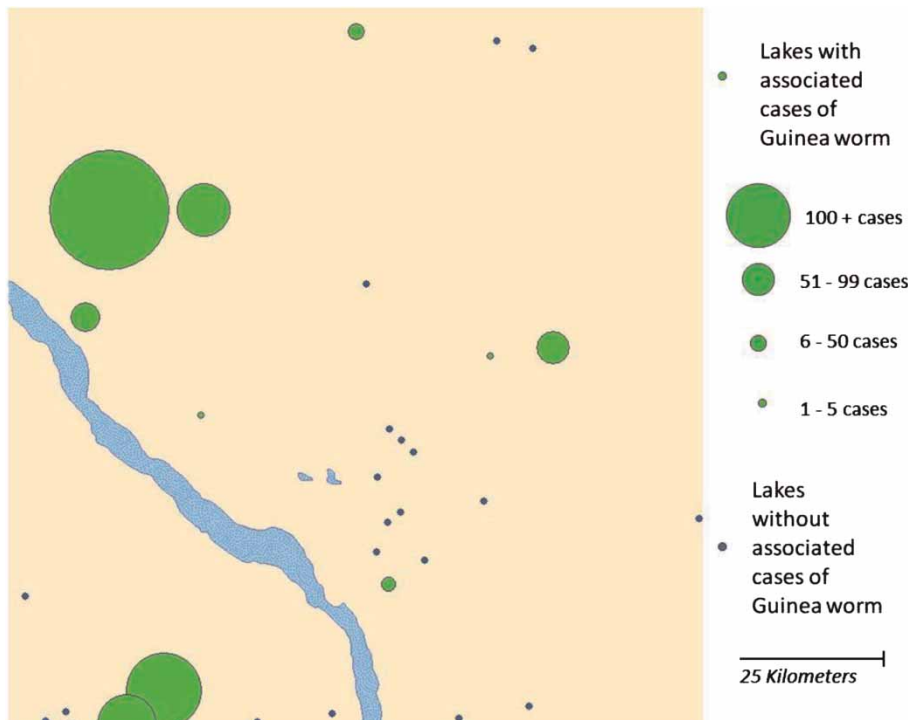 Lakes with
associated
cases of
Guinea worm
100 + cases
51 - 99 cases
6 - 50 cases
1 - 5 cases
Lakes
without
associated
cases of
Guinea worm
25 Kilometers